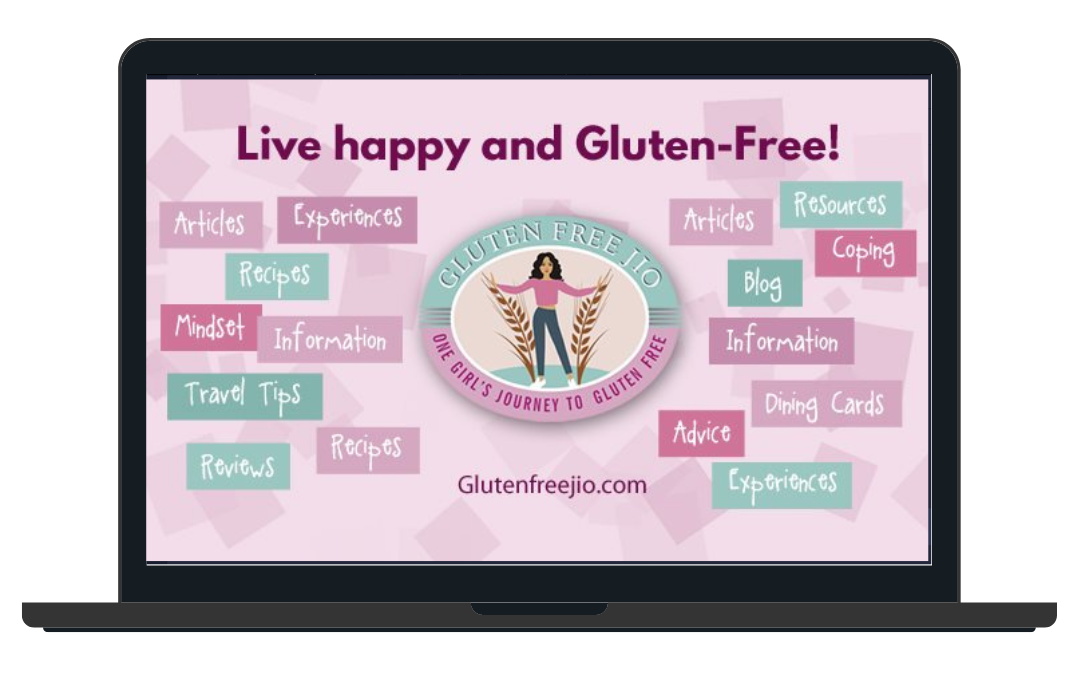 Live happy and Gluten-Free!
Articles
Experiences
Recipes
Mindset
Information
Travel Tips
Recipes
Reviews
GLUTEN FREE JIO
ONE GIRL'S JOURNEY TO GLUTEN FREE
Glutenfreejio.com
Articles
Resources
Coping
Blog
Information
Dining Cards
Advice
Experiences